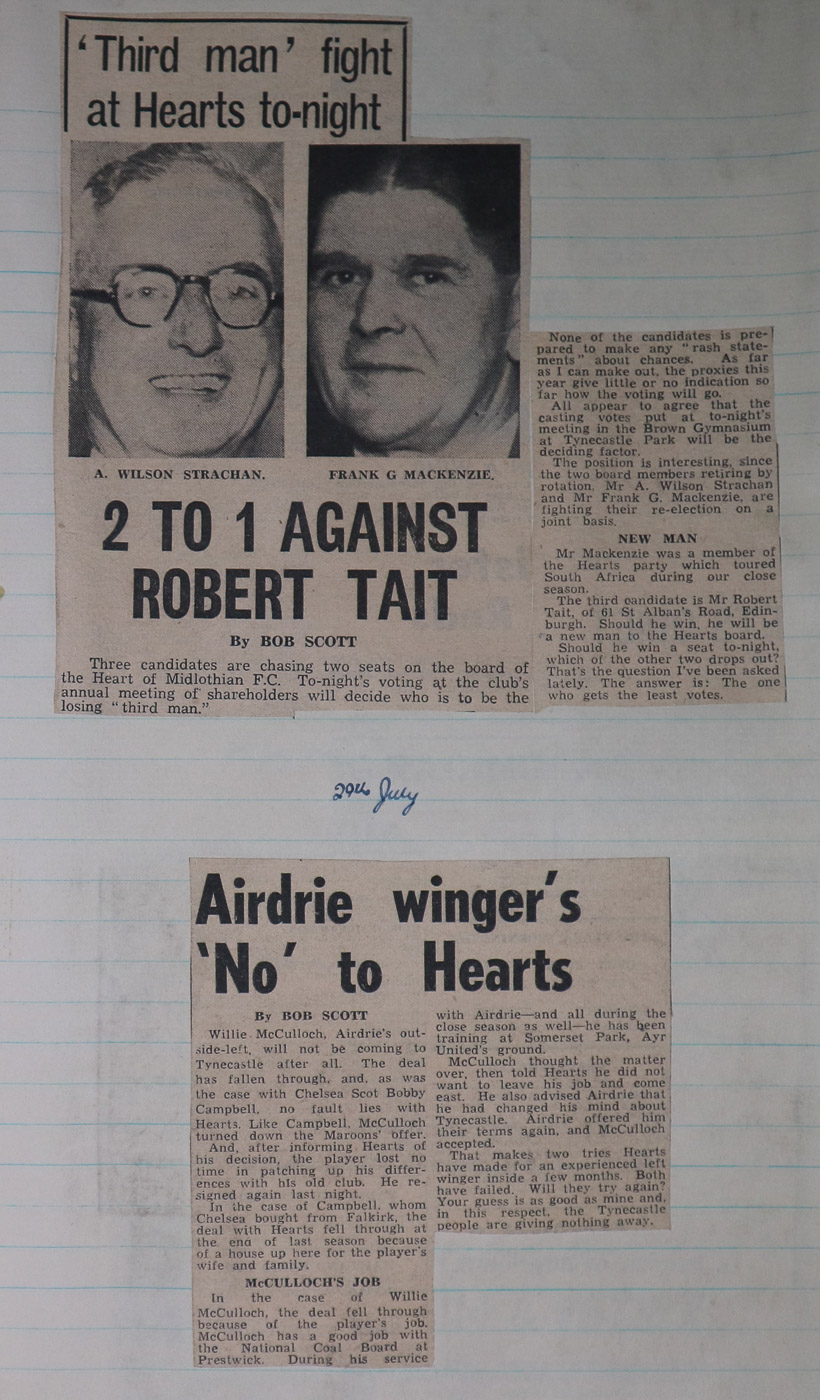 ‘Third man’ fight
at Hearts to-night
A. WILSON STRACHAN.
FRANK G MACKENZIE.
2 TO 1 AGAINST
ROBERT TAIT
By BOB SCOTT
Three candidates are chasing two seats on the board of
the Heart of Midlothian F.C. To-night's voting at the club's
annual meeting of shareholders will decide who is to be the
losing “third man.”
None of the candidates is pre-
pared to make any “rash state-
ments” about chances. As far
as I can make out, the proxies this
year give little or no indication so
far how the voting will go.
All appear to agree that the
casting votes put at to-night's
meeting in the Brown Gymnasium
at Tynecastle Park will be the
deciding factor.
The position is interesting, since
the two board members retiring by
rotation, Mr A. Wilson Strachan
and Mr Frank G. Mackenzie, are
fighting their re-election on a
joint basis.
NEW MAN
Mr Mackenzie was a member of
the Hearts party which toured
South Africa during our close
season.
The third candidate is Mr Robert
Tait, of 61 St Alban's Road, Edin-
burgh. Should he win, he will be
a new man to the Hearts board.
Should he win a seat to-night,
which of the other two drops out?
That's the question I've been asked
lately. The answer is: The one
who gets the least votes.
29th July
Airdrie winger's
‘No’ to Hearts
By BOB SCOTT
Willie McCulloch, Airdrie's out-
side-left, will not be coming to
Tynecastle after all. The deal
has fallen through, and, as was
the case with Chelsea Scot Bobby
Campbell, no fault lies with
Hearts. Like Campbell, McCulloch
turned down the Maroons' offer.
And, after informing Hearts of
his decision, the player lost no
time in patching up his differ-
ences with his old club. He re-
signed again last night.
In the case of Campbell, whom
Chelsea bought from Falkirk, the
deal with Hearts fell through at
the end of last season because
of a house up here for the player's
wife and family.
McCULLOCH'S JOB
In the case of Willie
McCulloch, the deal fell through
because of the player's job.
McCulloch has a good job with
the National Coal Board at
Prestwick. During his service
with Airdrie—and all during the
close season as well—he has been
training at Somerset Park, Ayr
United's ground.
McCulloch thought the matter
over, then told Hearts he did not
want to leave his job and come
east. He also advised Airdrie that
he had changed his mind about
Tynecastle. Airdrie offered him
their terms again, and McCulloch
accepted.
That makes two tries Hearts
have made for an experienced left
winger inside a few months. Both
have failed. Will they try again?
Your guess is as good as mine and,
in this respect, the Tynecastle
people are giving nothing away.